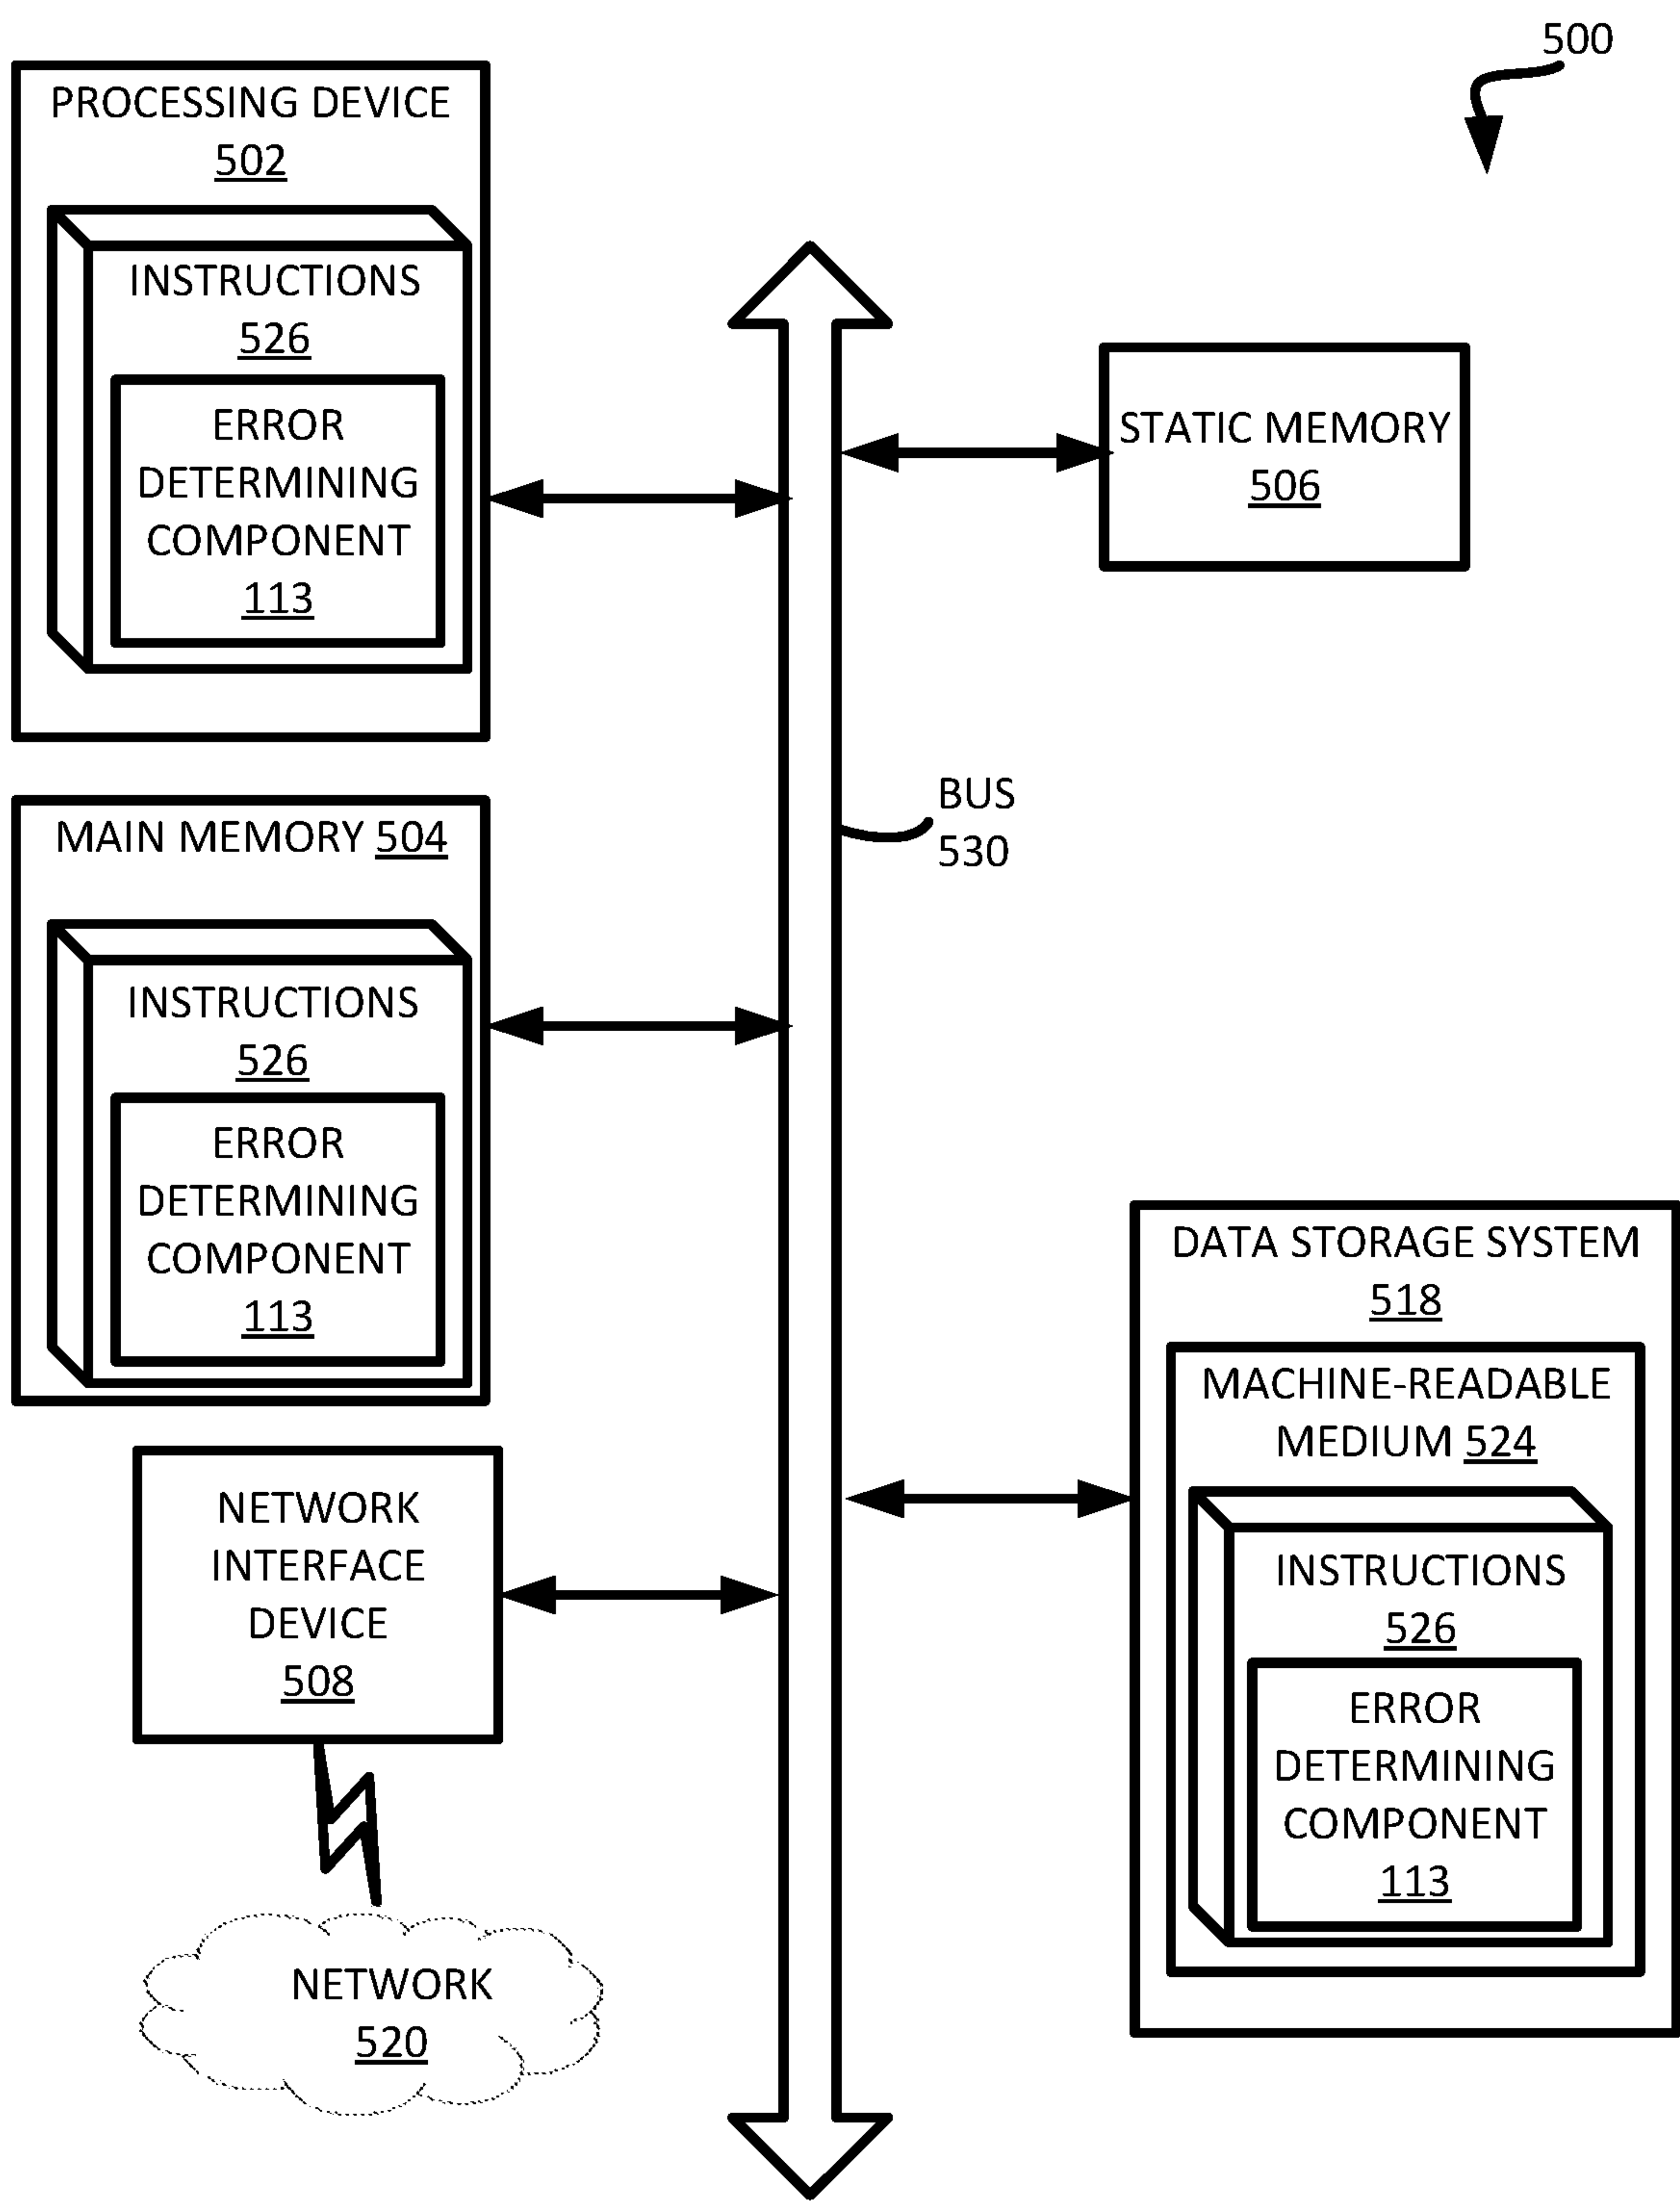 500
PROCESSING DEVICE
502
INSTRUCTIONS
526
ERROR
DETERMINING
COMPONENT
113
STATIC MEMORY
506
BUS
530
MAIN MEMORY 504
INSTRUCTIONS
526
ERROR
DETERMINING
COMPONENT
113
DATA STORAGE SYSTEM
518
MACHINE-READABLE
MEDIUM 524
INSTRUCTIONS
526
ERROR
DETERMINING
COMPONENT
113
NETWORK
INTERFACE
DEVICE
508
NETWORK
520